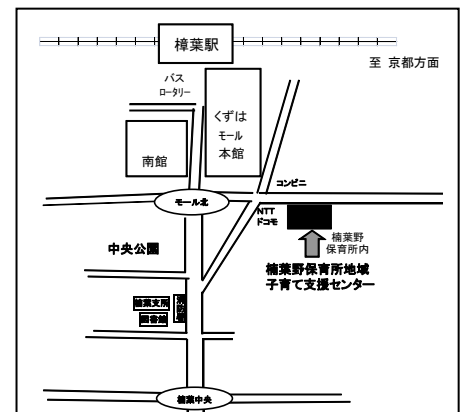 樟葉駅
至 京都方面
バス
ロータリー
くずは
モール
本館
南館
コンビニ
モール北
NTT
ドコモ
楠葉野
保育所内
中央公園
楠葉野保育所地域
子育て支援センター
楠葉支所
消防署
図書館
楠葉中央